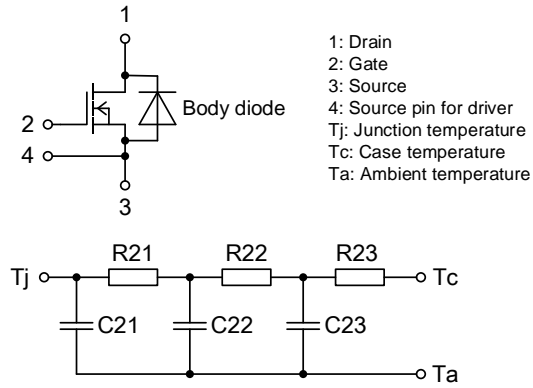 1
2
4
3
Body diode
1: Drain
2: Gate
3: Source
4: Source pin for driver
Tj: Junction temperature
Tc: Case temperature
Ta: Ambient temperature
R21
R22
R23
Tj
Tc
C21
C22
C23
Ta